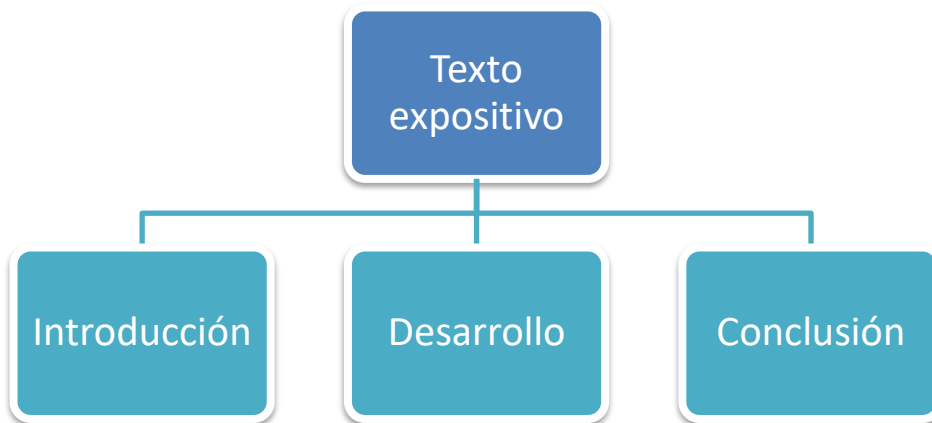 Texto
expositivo
Introducción
Desarrollo
Conclusión